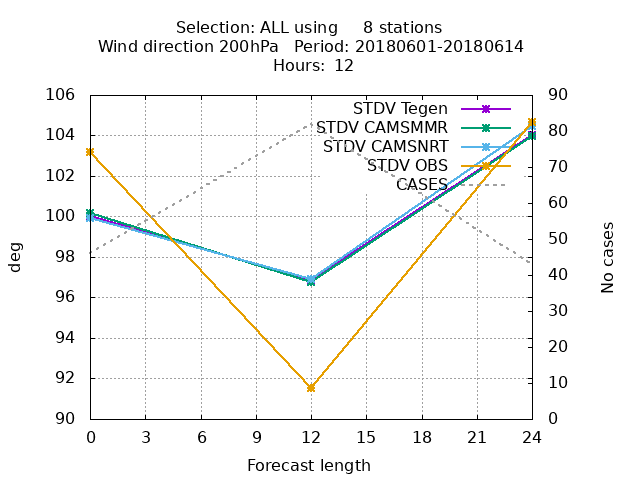 Selection: ALL using     8 stations
Wind direction 200hPa   Period: 20180601-20180614
Hours: 12
106
104
102
100
98
96
94
92
90
90
80
70
60
50
40
30
20
10
0
STDV Tegen
STDV CAMSMMR
STDV CAMSNRT
STDV OBS
CASES
deg
No cases
0 3 6 9 12 15 18 21 24
Forecast length